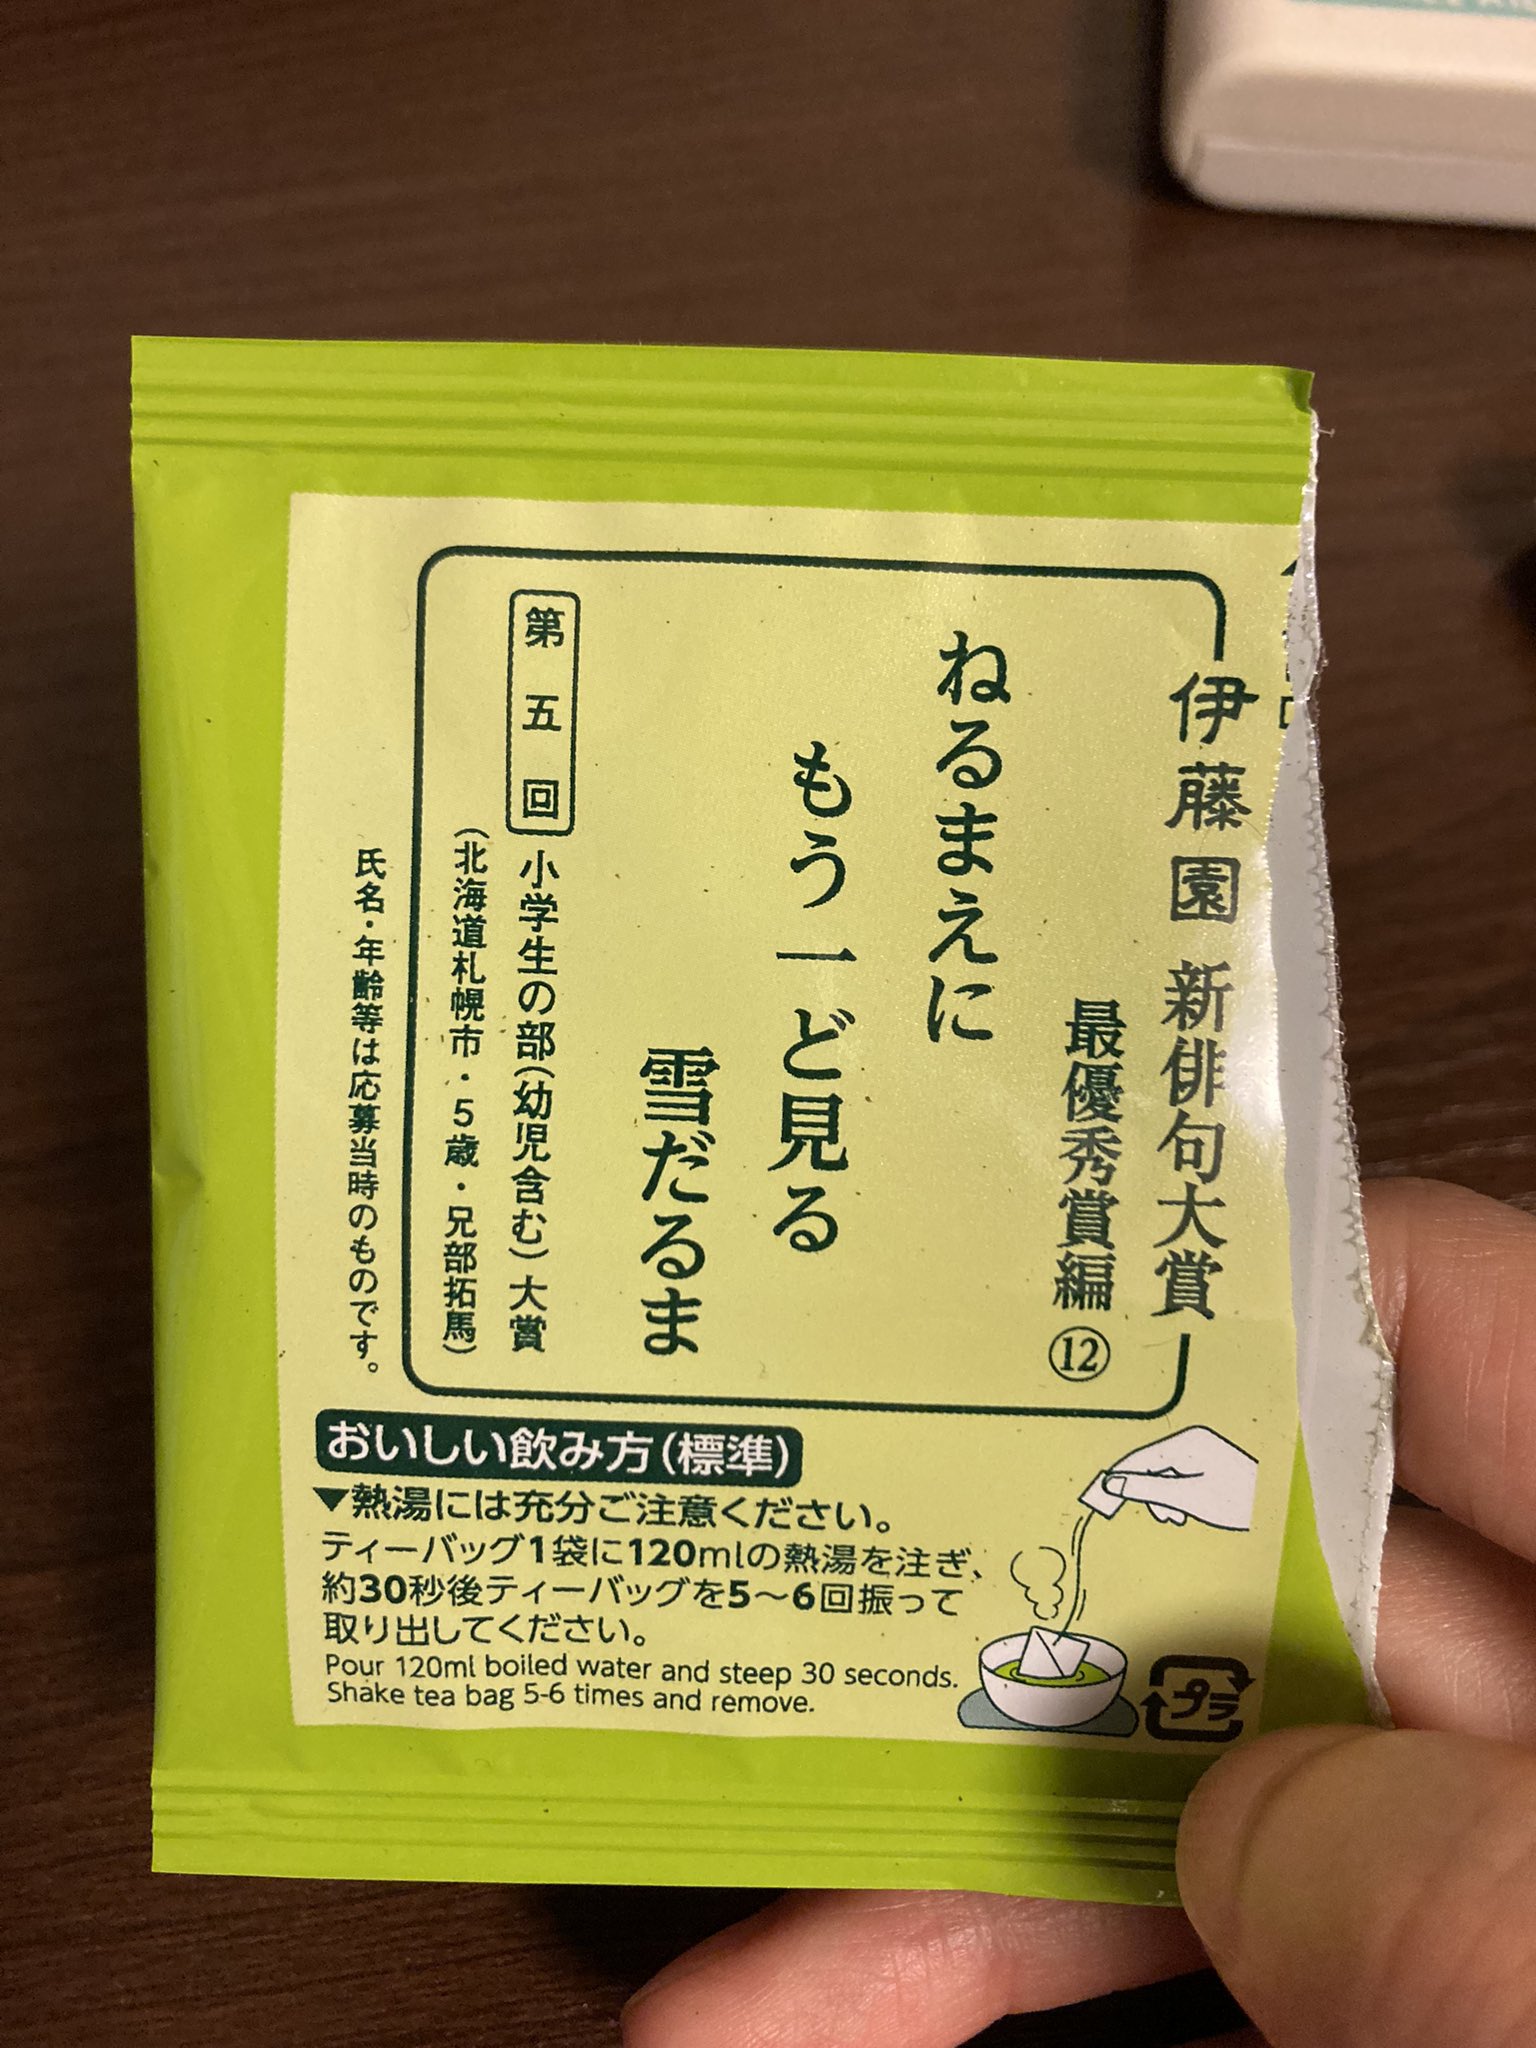 伊藤園 新俳句大賞
最優秀賞編 ⑫
ねるまえに
もう一ど見る
雪だるま
第五回 小学生の部(幼児含む)大賞
(北海道札幌市・5歳・兄部拓馬)
氏名・年齢等は応募当時のものです。
おいしい飲み方(標準)
▼熱湯には充分ご注意ください。
ティーバッグ1袋に120mlの熱湯を注ぎ、
約30秒後ティーバッグを5～6回振って
取り出してください。
Pour 120ml boiled water and steep 30 seconds.
Shake tea bag 5-6 times and remove.
プラ